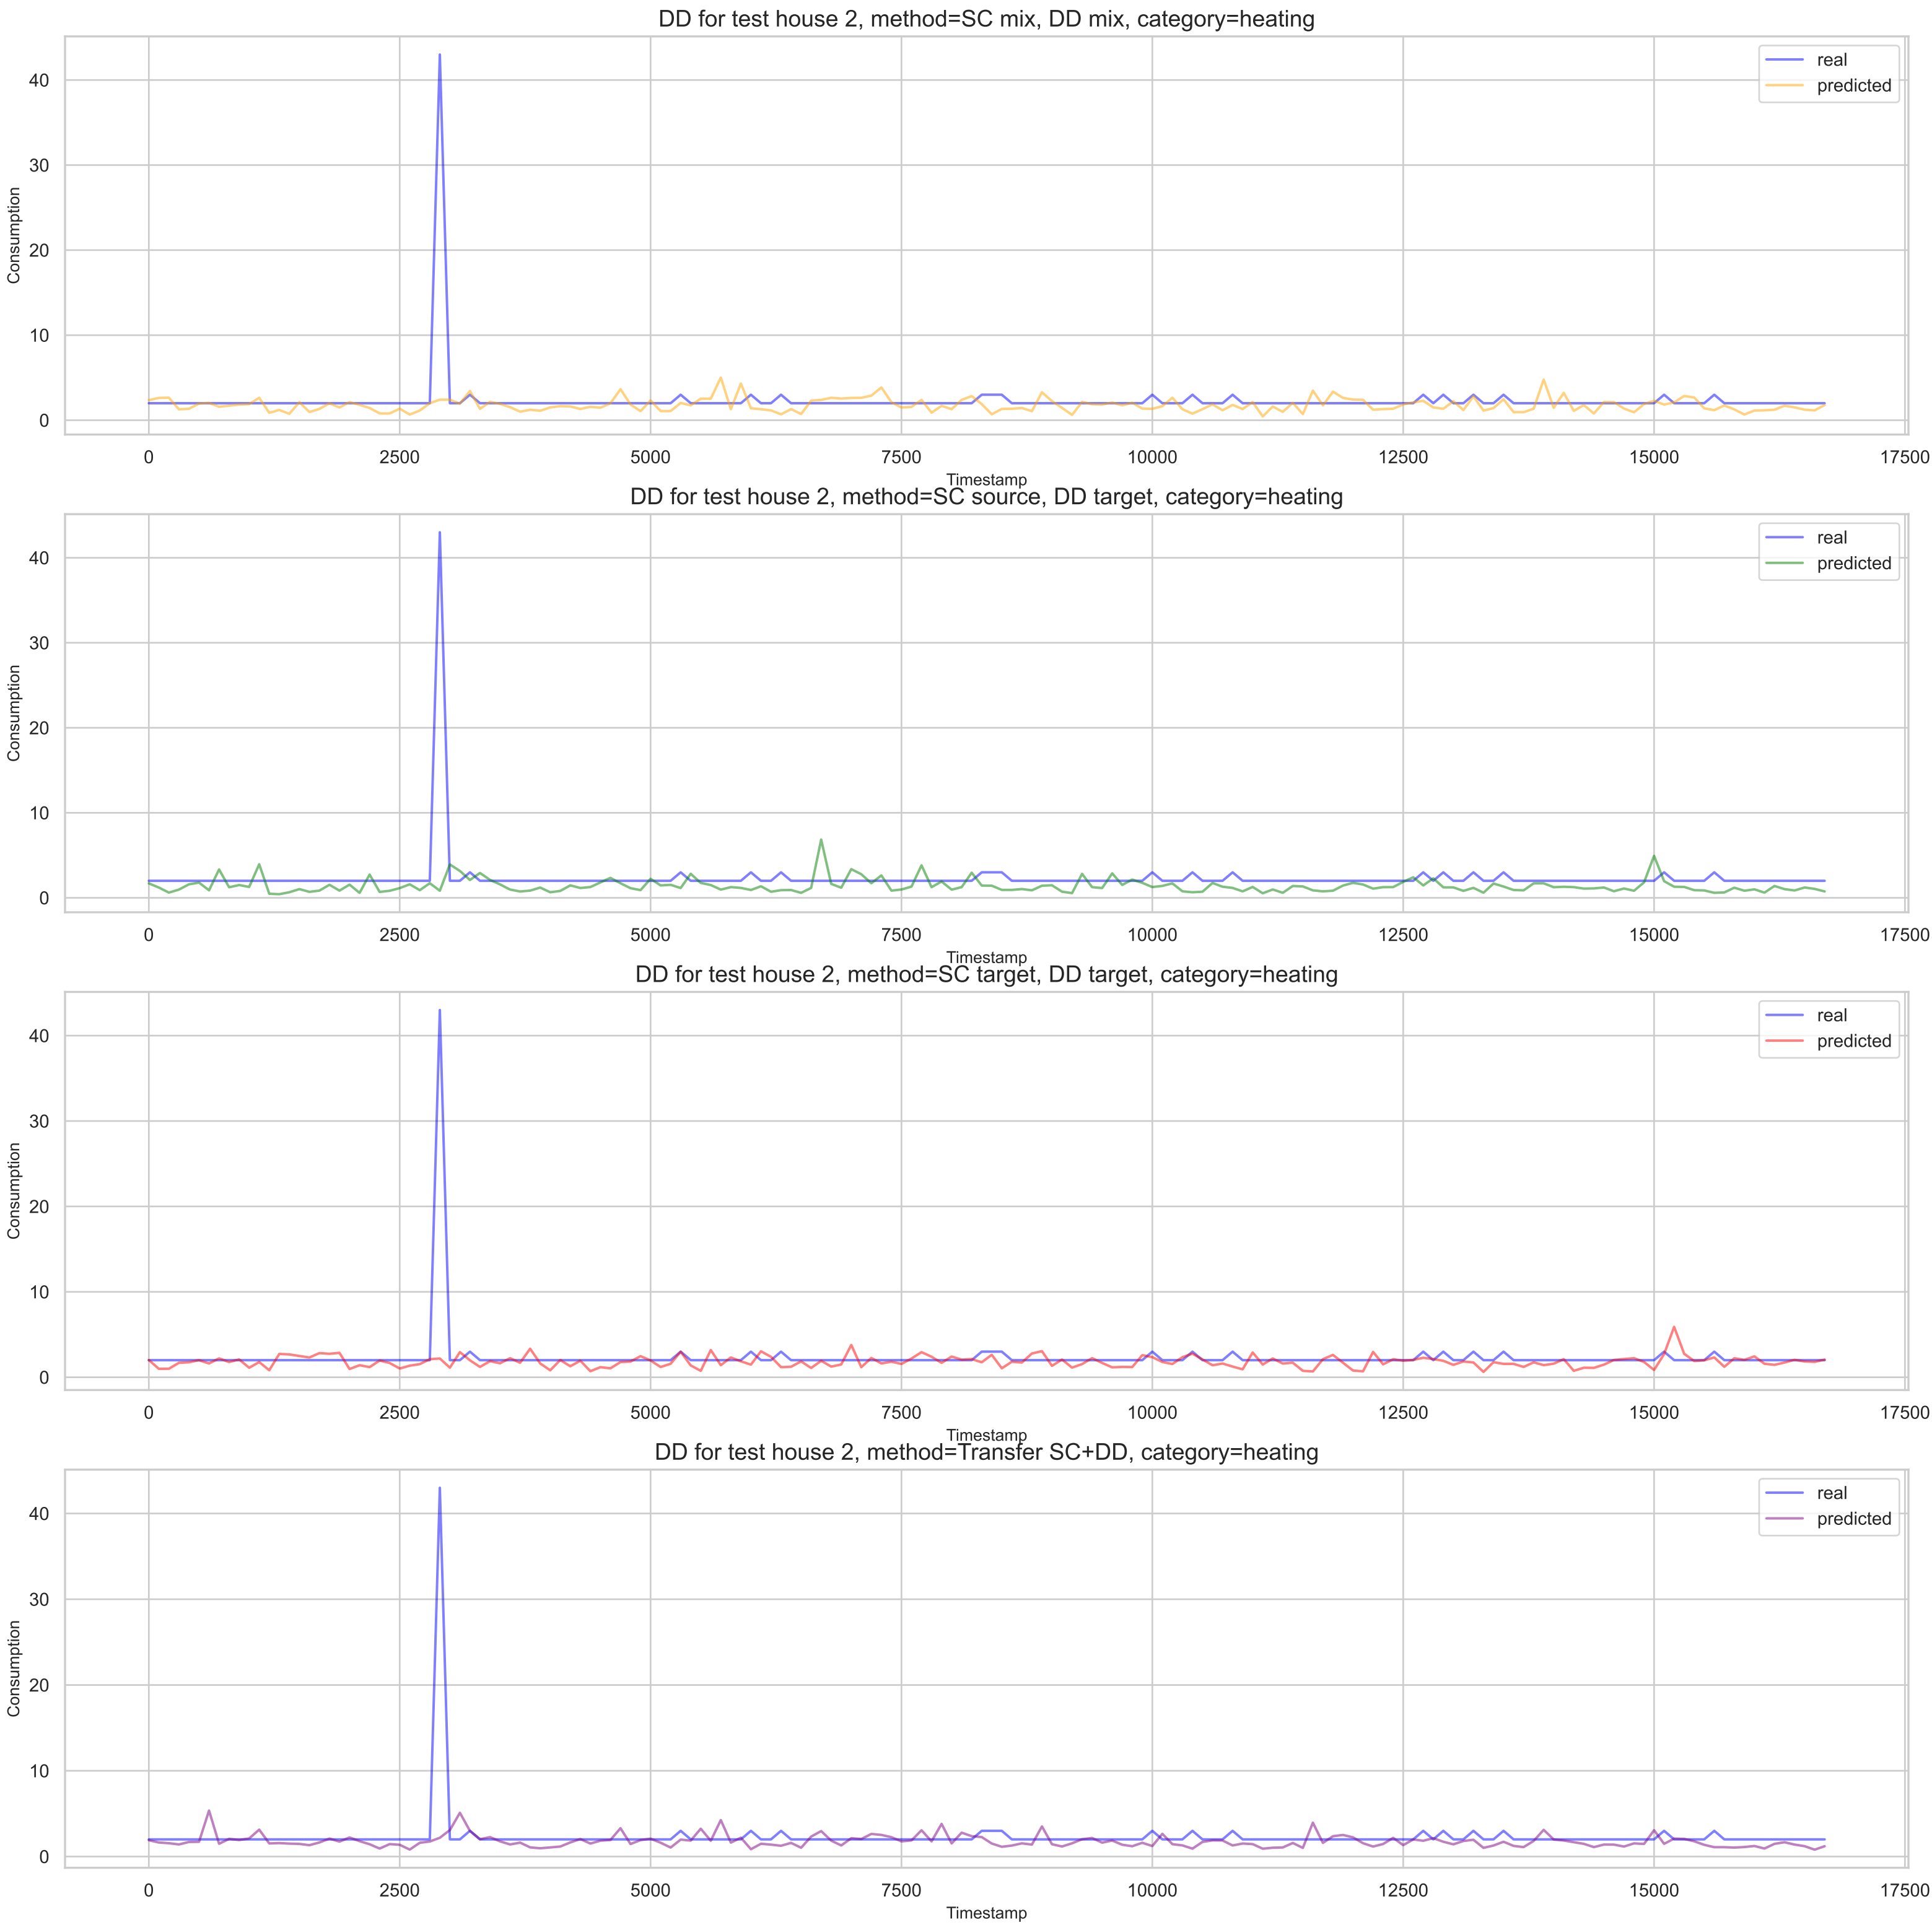 DD for test house 2, method=SC mix, DD mix, category=heating
real
predicted
40
30
20
10
0
Consumption
0 2500 5000 7500 10000 12500 15000 17500
Timestamp
DD for test house 2, method=SC source, DD target, category=heating
real
predicted
40
30
20
10
0
Consumption
0 2500 5000 7500 10000 12500 15000 17500
Timestamp
DD for test house 2, method=SC target, DD target, category=heating
real
predicted
40
30
20
10
0
Consumption
0 2500 5000 7500 10000 12500 15000 17500
Timestamp
DD for test house 2, method=Transfer SC+DD, category=heating
real
predicted
40
30
20
10
0
Consumption
0 2500 5000 7500 10000 12500 15000 17500
Timestamp